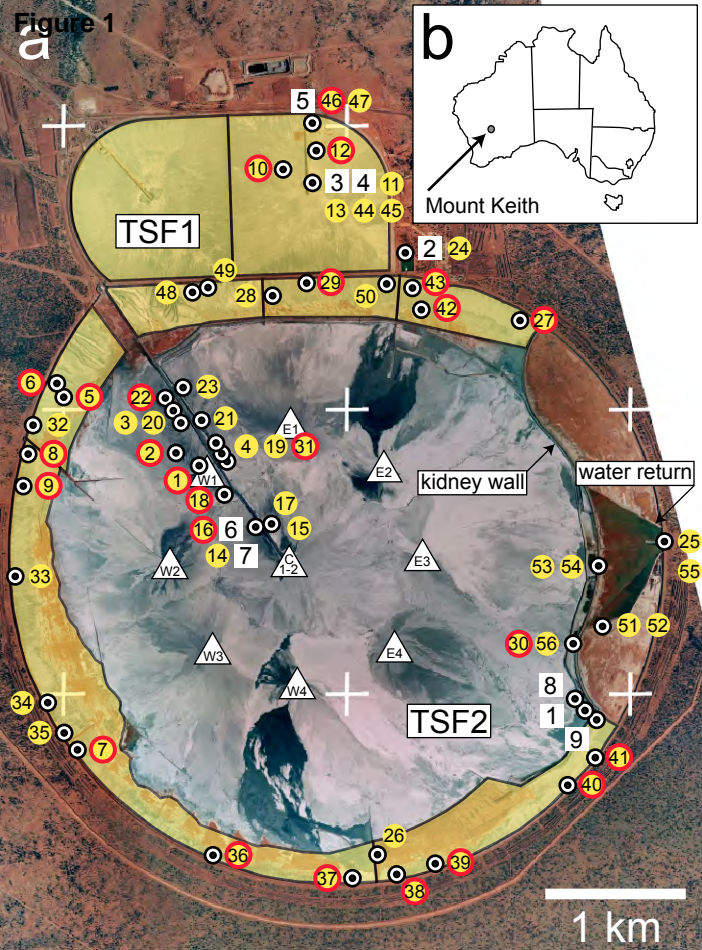 Figure 1
a
b
Mount Keith
5 46 47
12
10
3 4 11
13 44 45
TSF1
2 24
49
48
28
29
50
43
42
27
6
5
22
23
3 20
21
32
8
2
4 19 31
E1
9
1
W1
18
E2
kidney wall
water return
17
16 6
15
14 7
25
55
W2
C
1-2
E3
53 54
33
51 52
30 56
W3
E4
8
W4
1
34
TSF2
9
35
7
41
40
26
36
39
37
38
1 km